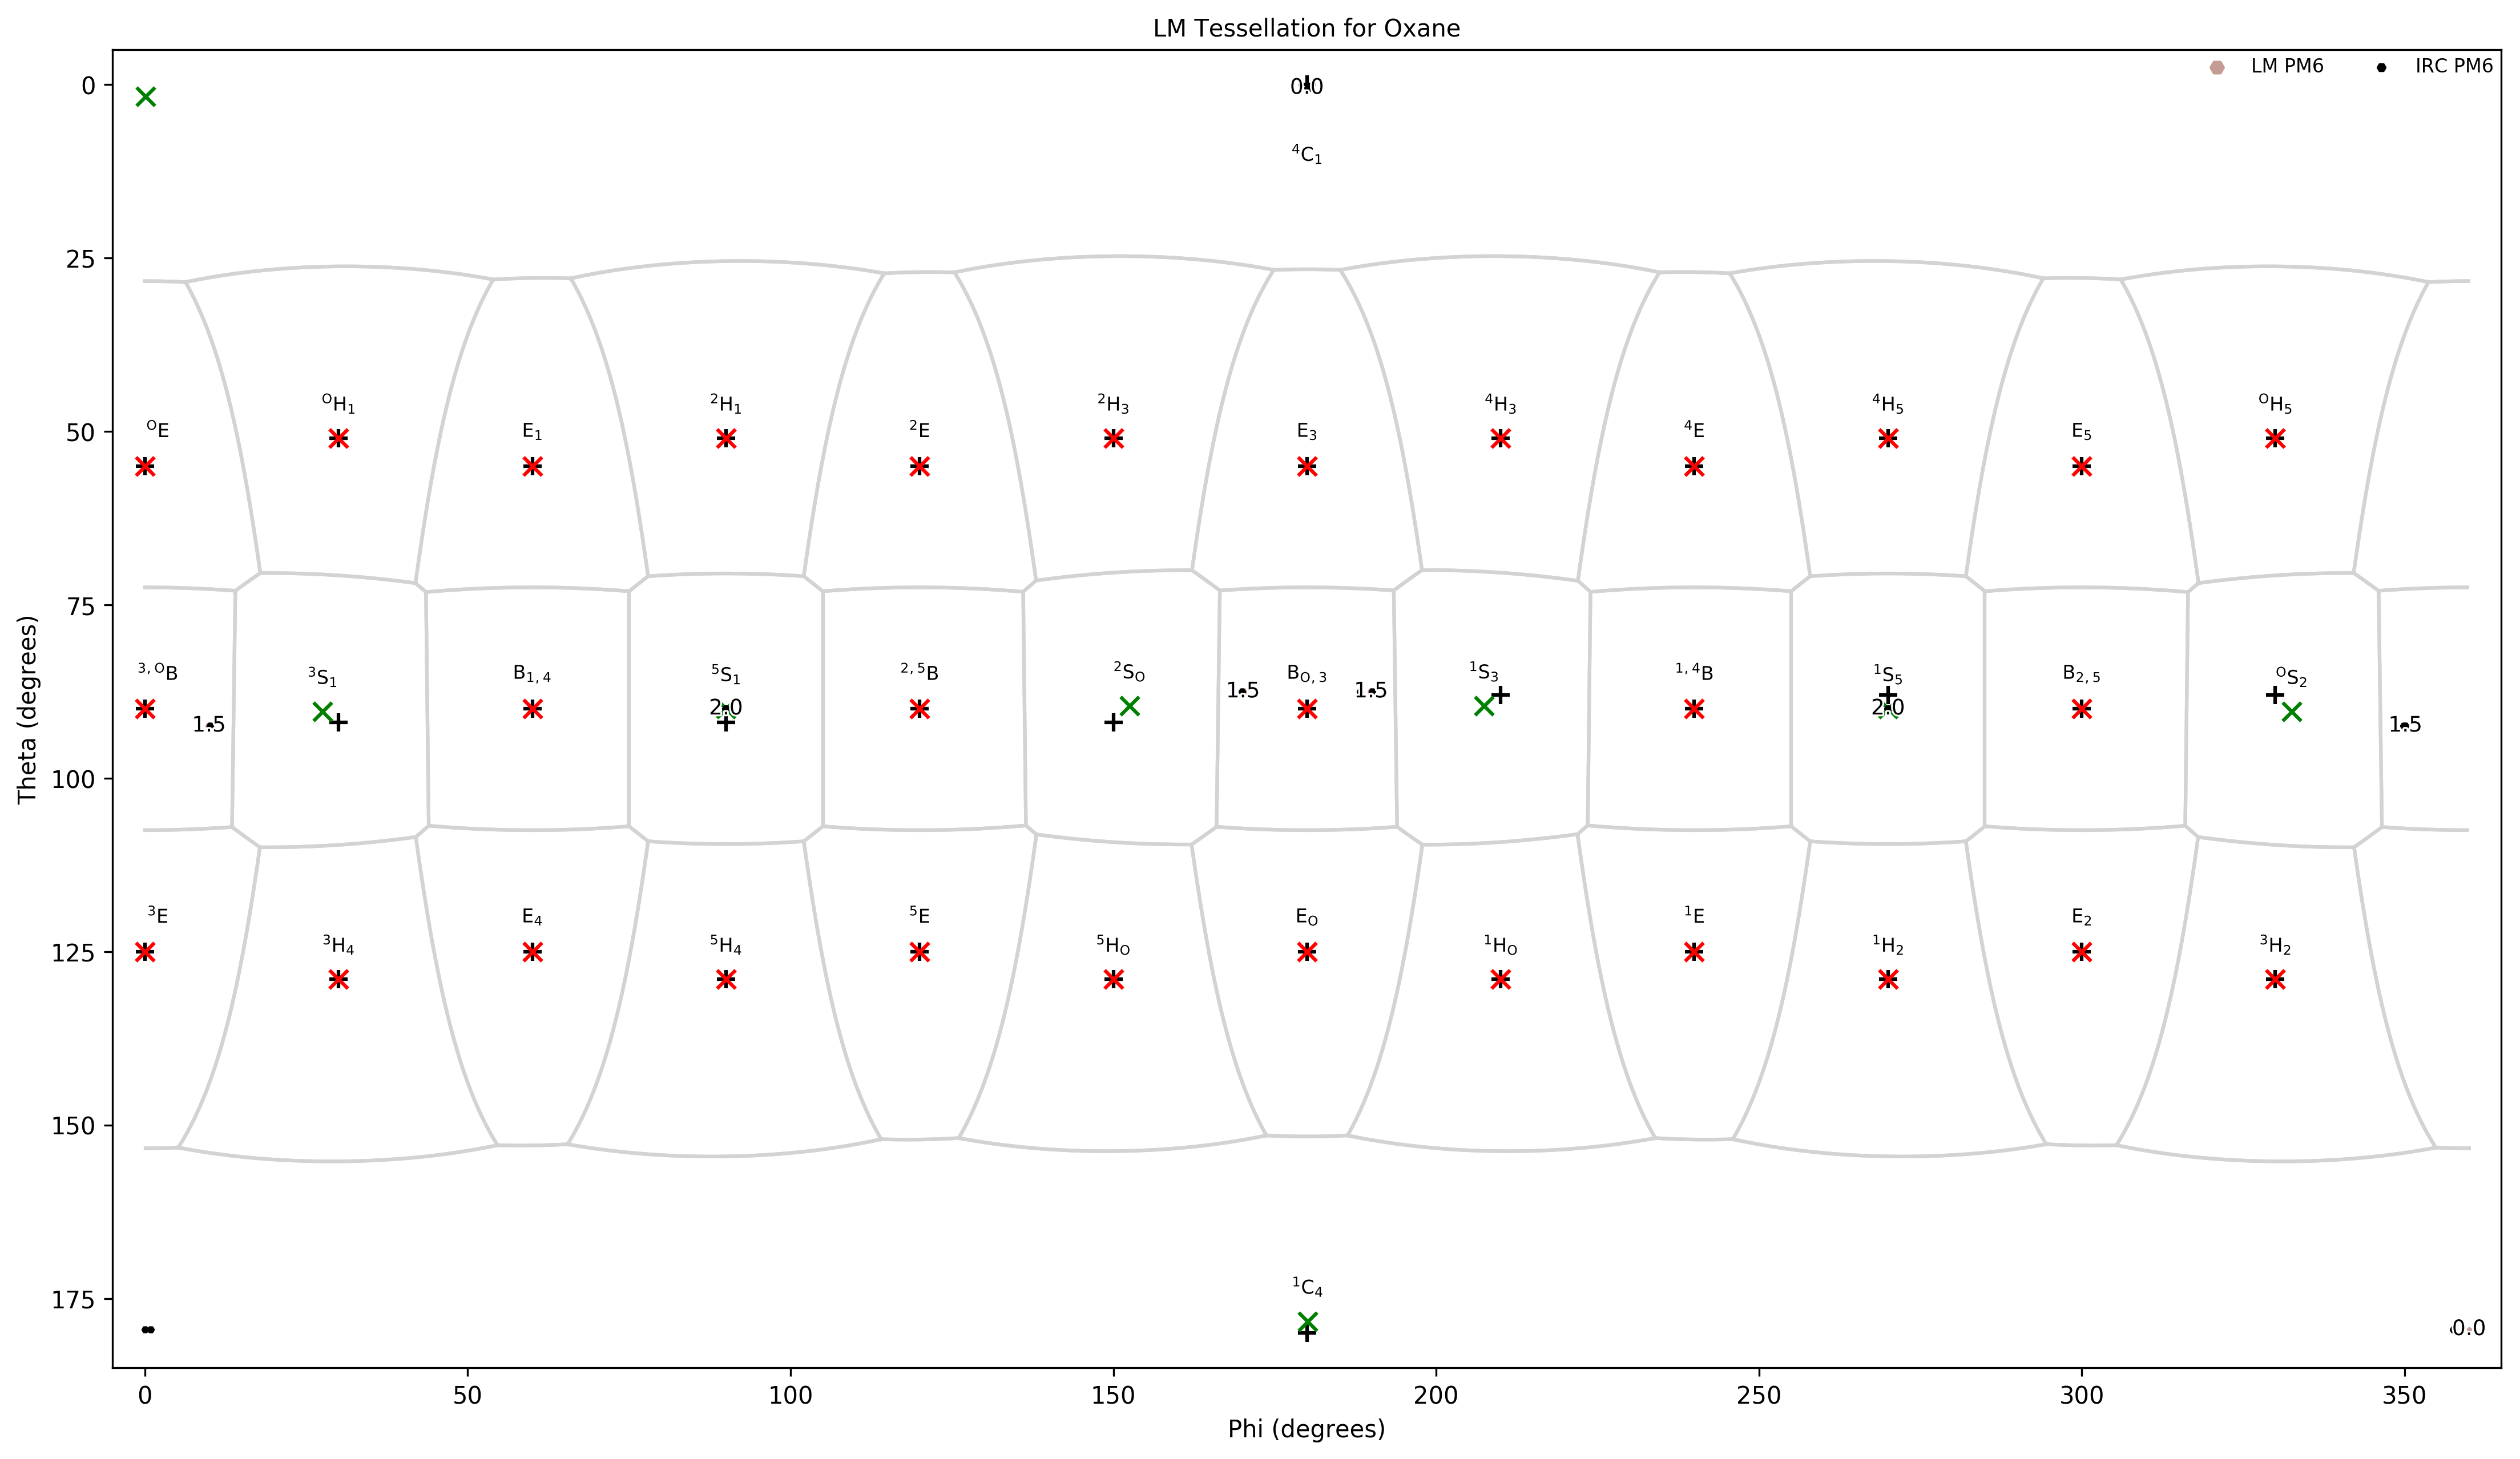 LM Tessellation for Oxane
LM PM6 IRC PM6
0.0
⁴C₁
ᴼH₁ ²H₁ ²H₃ ⁴H₃ ⁴H₅ ᴼH₅
ᴼE E₁ ²E E₃ ⁴E E₅
³,ᴼB ³S₁ B₁,₄ ⁵S₁ ²,⁵B ²Sₒ Bₒ,₃ ¹S₃ ¹,⁴B ¹S₅ B₂,₅ ᴼS₂
1.5 2.0 1.5 1.5 2.0 1.5
³E E₄ ⁵E Eₒ ¹E E₂
³H₄ ⁵H₄ ⁵Hₒ ¹Hₒ ¹H₂ ³H₂
¹C₄
0.0
0
25
50
75
100
125
150
175
Theta (degrees)
0 50 100 150 200 250 300 350
Phi (degrees)